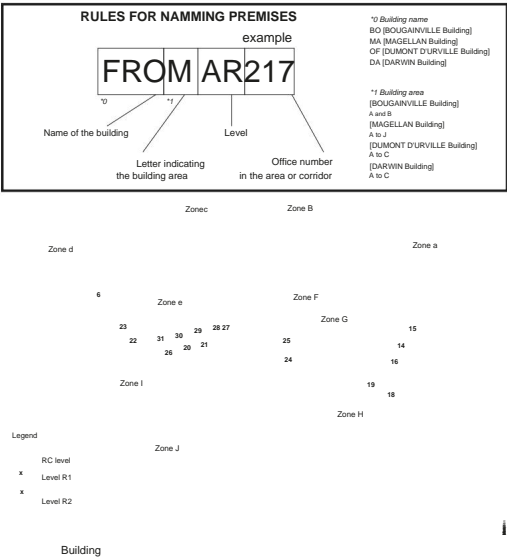 RULES FOR NAMMING PREMISES
example
FROM AR217
*0
*1
Name of the building
Level
Letter indicating
the building area
Office number
in the area or corridor
*0 Building name
BO [BOUGAINVILLE Building]
MA [MAGELLAN Building]
OF [DUMONT D'URVILLE Building]
DA [DARWIN Building]
*1 Building area
[BOUGAINVILLE Building]
A and B
[MAGELLAN Building]
A to J
[DUMONT D'URVILLE Building]
A to C
[DARWIN Building]
A to C
Zonec
Zone B
Zone d
Zone a
6
Zone e
Zone F
Zone G
23
22
31
30
29
28 27
26
20
21
25
24
15
14
16
19
18
Zone I
Zone H
Zone J
Legend
RC level
x
Level R1
x
Level R2
Building